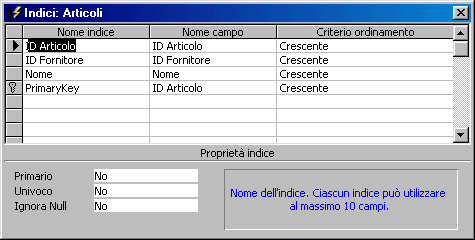 Indici: Articoli
Nome indice Nome campo Criterio ordinamento
ID Articolo ID Articolo Crescente
ID Fornitore ID Fornitore Crescente
Nome Nome Crescente
PrimaryKey ID Articolo Crescente
Proprietà indice
Primario No
Univoco No
Ignora Null No
Nome dell'indice. Ciascun indice può utilizzare
al massimo 10 campi.